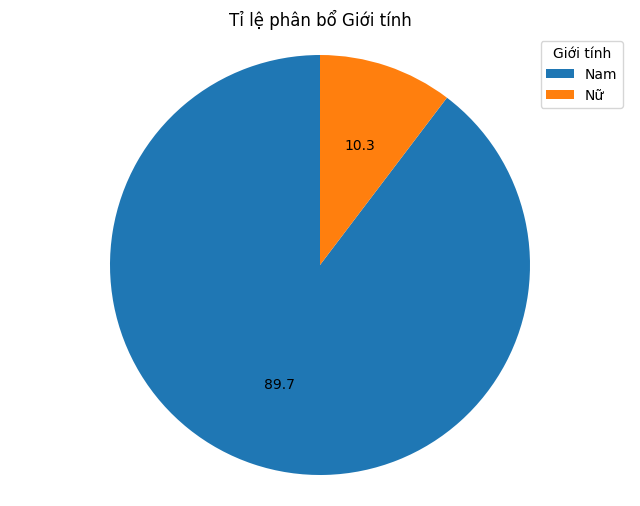 Tỉ lệ phân bổ Giới tính
Giới tính
Nam
Nữ
10.3
89.7